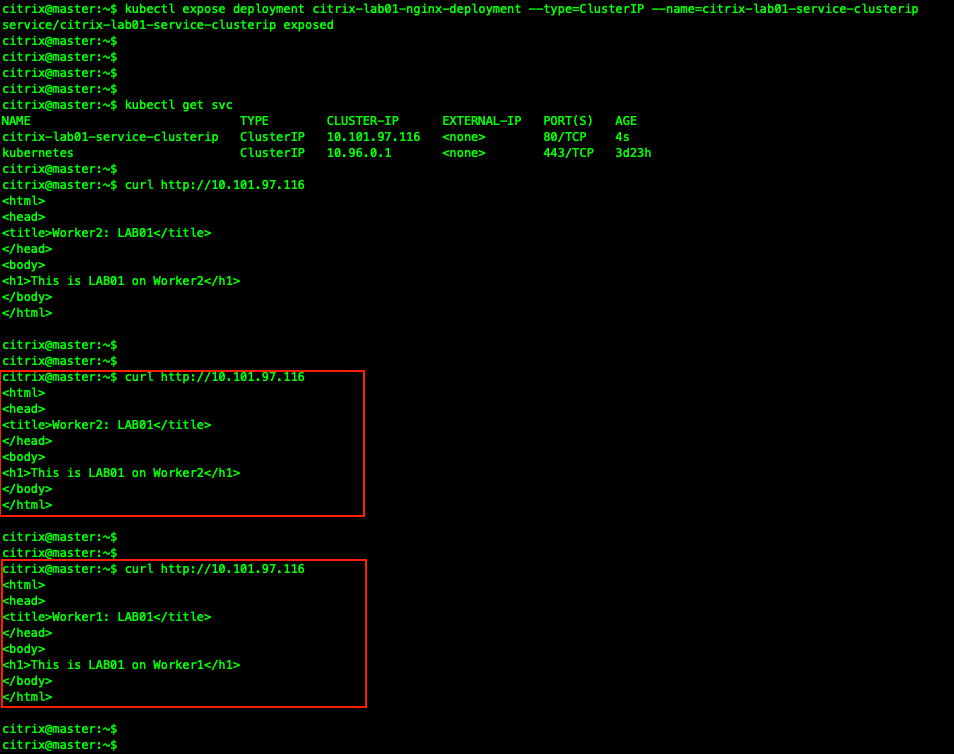 citrix@master:~$ kubectl expose deployment citrix-lab01-nginx-deployment --type=ClusterIP --name=citrix-lab01-service-clusterip
service/citrix-lab01-service-clusterip exposed
citrix@master:~$
citrix@master:~$
citrix@master:~$
citrix@master:~$
citrix@master:~$ kubectl get svc
NAME                             TYPE        CLUSTER-IP      EXTERNAL-IP   PORT(S)   AGE
citrix-lab01-service-clusterip   ClusterIP   10.101.97.116   <none>        80/TCP    4s
kubernetes                       ClusterIP   10.96.0.1       <none>        443/TCP   3d23h
citrix@master:~$
citrix@master:~$ curl http://10.101.97.116
<html>
<head>
<title>Worker2: LAB01</title>
</head>
<body>
<h1>This is LAB01 on Worker2</h1>
</body>
</html>
citrix@master:~$
citrix@master:~$
citrix@master:~$ curl http://10.101.97.116
<html>
<head>
<title>Worker2: LAB01</title>
</head>
<body>
<h1>This is LAB01 on Worker2</h1>
</body>
</html>
citrix@master:~$
citrix@master:~$
citrix@master:~$ curl http://10.101.97.116
<html>
<head>
<title>Worker1: LAB01</title>
</head>
<body>
<h1>This is LAB01 on Worker1</h1>
</body>
</html>
citrix@master:~$
citrix@master:~$